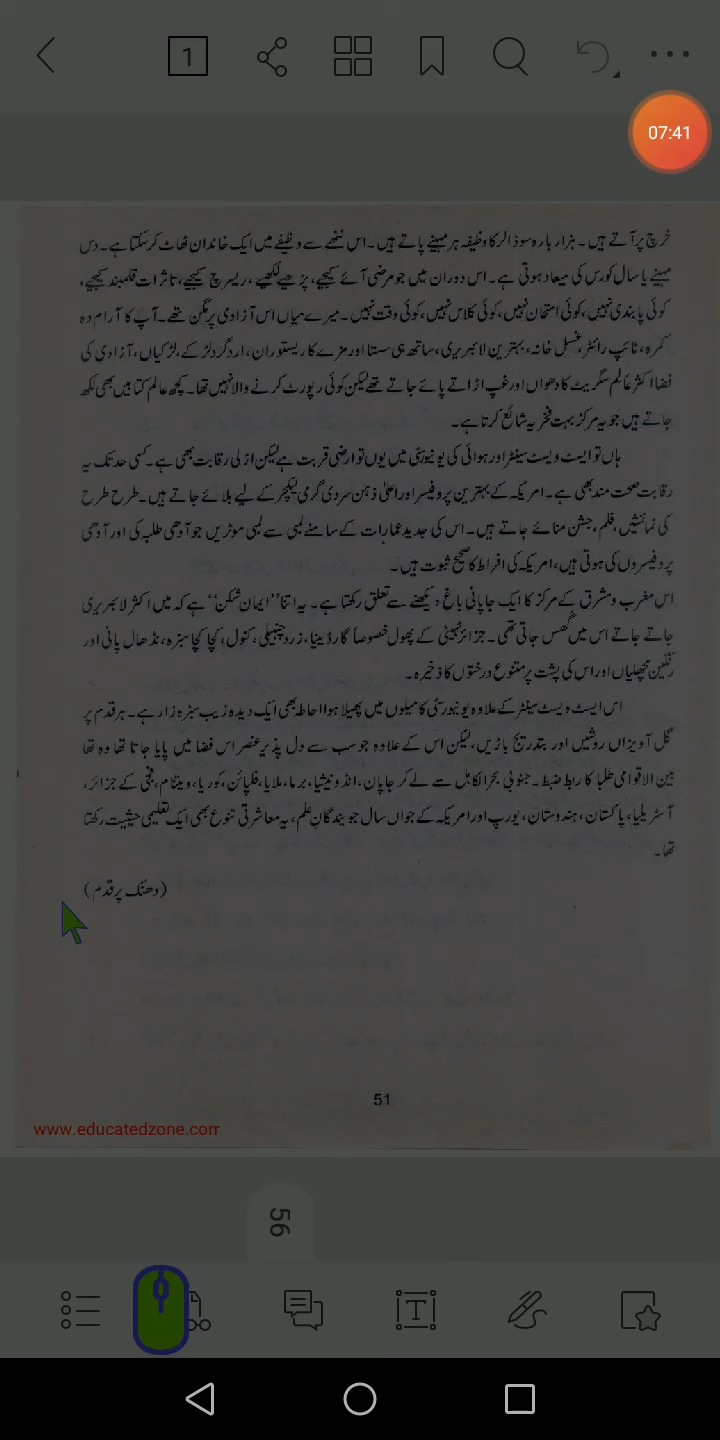 1
07:41
خرچ پر آتے ہیں۔ ہزار بارہ سو ڈالر کا وظیفہ ہر مہینے پاتے ہیں۔ اس ننھے سے وظیفے میں ایک خاندان ٹھاٹ کر سکتا ہے۔ دس
مہینے یا سال کورس کی میعاد ہوتی ہے۔ اس دوران میں جو مرضی آئے کیجیے، پڑھیے لکھیے، ریسرچ کیجیے، تاثرات قلمبند کیجیے،
کوئی پابندی نہیں، کوئی امتحان نہیں، کوئی کلاس نہیں، کوئی وقت نہیں۔ میرے میاں اس آزادی پر مگن تھے۔ آپ کا آرام دہ
کمرہ، ٹائپ رائٹر، غسل خانہ، بہترین لائبریری، ساتھ ہی سستا اور مزے کا ریستوران، اردگرد لڑکے، لڑکیاں، آزادی کی
فضا اکثر عالم سگریٹ کا دھواں اور غپ اڑاتے پائے جاتے تھے لیکن کوئی رپورٹ کرنے والا نہیں تھا۔ کچھ عالم کتابیں بھی لکھ
جاتے ہیں جو یہ مرکز بہت فخریہ شائع کرتا ہے۔
ہاں تو ایسٹ ویسٹ سینٹر اور ہوائی کی یونیورسٹی میں یوں تو ارضی قربت ہے لیکن ازلی رقابت بھی ہے۔ کسی حد تک یہ
رقابت صحت مند بھی ہے۔ امریکہ کے بہترین پروفیسر اور اعلیٰ ذہن سردی گرمی لیکچر کے لیے بلائے جاتے ہیں۔ طرح طرح
کی نمائشیں، فلم، جشن منائے جاتے ہیں۔ اس کی جدید عمارات کے سامنے لمبی سے لمبی موٹریں جو آدھی طلبہ کی اور آدھی
پروفیسروں کی ہوتی ہیں، امریکہ کی افراط کا صحیح ثبوت ہیں۔
اس مغرب و مشرق کے مرکز کا ایک جاپانی باغ دیکھنے سے تعلق رکھتا ہے۔ یہ اتنا ’’ایمان شکن‘‘ ہے کہ میں اکثر لائبریری
جاتے جاتے اس میں گھس جاتی تھی۔ جزائر ہیٹی کے پھول خصوصاً گارڈینیا، زرد چنبیلی، کنول، کچا کچا سبزہ، نڈھال پانی اور
رنگین مچھلیاں اور اس کی پشت پر متنوع درختوں کا ذخیرہ۔
اس ایسٹ ویسٹ سینٹر کے علاوہ یونیورسٹی کا میلوں میں پھیلا ہوا احاطہ بھی ایک دیدہ زیب سبزہ زار ہے۔ ہر قدم پر
گل آویزاں روشیں اور بتدریج باڑیں، لیکن اس کے علاوہ جو سب سے دل پذیر عنصر اس فضا میں پایا جاتا تھا وہ تھا
بین الاقوامی طلبا کا ربط ضبط۔ جنوبی بحرالکاہل سے لے کر جاپان، انڈونیشیا، برما، ملایا، فلپائن، کوریا، ویتنام، فجی کے جزائر،
آسٹریلیا، پاکستان، ہندوستان، یورپ اور امریکہ کے جواں سال جویندگان علم، یہ معاشرتی تنوع بھی ایک تعلیمی حیثیت رکھتا
تھا۔
(دھنک پر قدم)
51
www.educatedzone.com
56